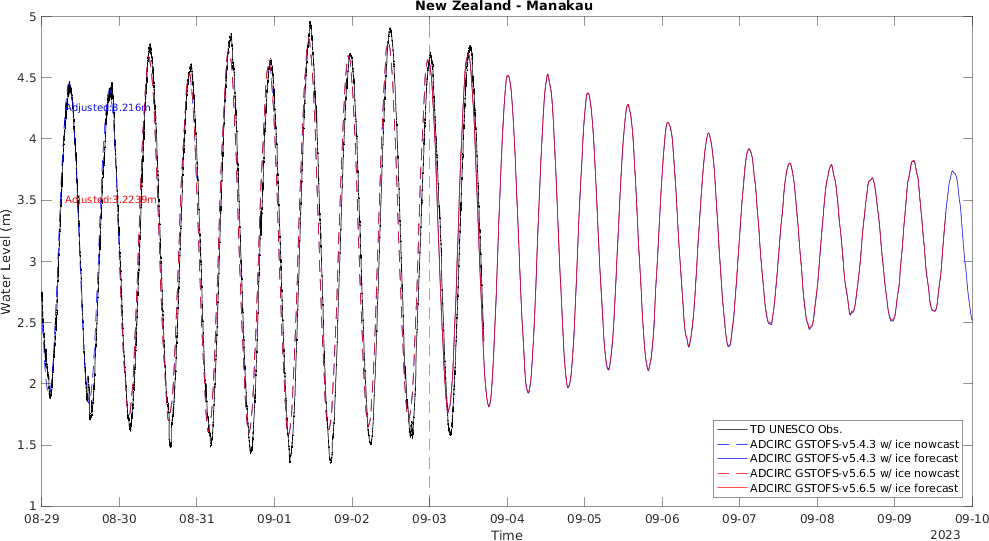 New Zealand - Manakau
5
4.5
4
3.5
3
2.5
2
1.5
1
Water Level (m)
Adjusted:3.216m
Adjusted:3.2239m
TD UNESCO Obs.
ADCIRC GSTOFS-v5.4.3 w/ ice nowcast
ADCIRC GSTOFS-v5.4.3 w/ ice forecast
ADCIRC GSTOFS-v5.6.5 w/ ice nowcast
ADCIRC GSTOFS-v5.6.5 w/ ice forecast
08-29 08-30 08-31 09-01 09-02 09-03 09-04 09-05 09-06 09-07 09-08 09-09 09-10
Time
2023